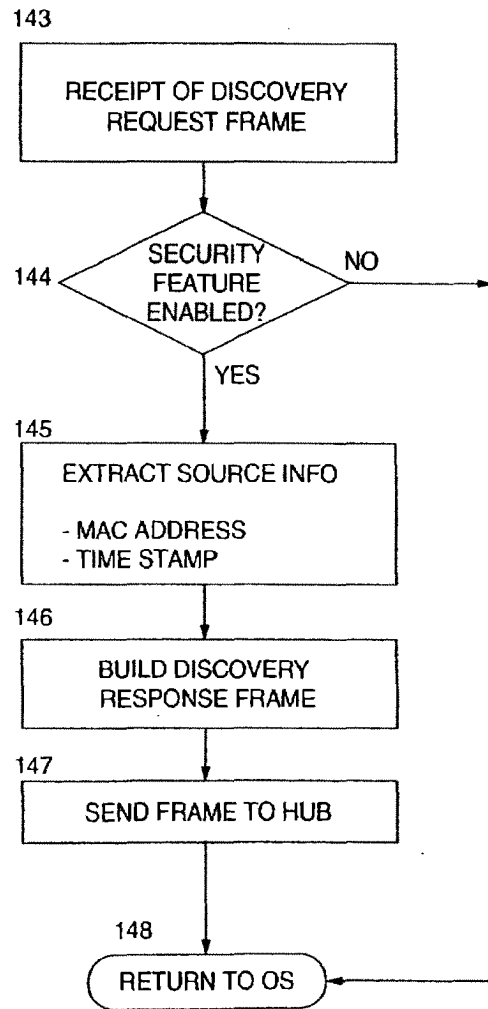 143
RECEIPT OF DISCOVERY
REQUEST FRAME
144
SECURITY
FEATURE
ENABLED?
NO
YES
145
EXTRACT SOURCE INFO
- MAC ADDRESS
- TIME STAMP
146
BUILD DISCOVERY
RESPONSE FRAME
147
SEND FRAME TO HUB
148
RETURN TO OS